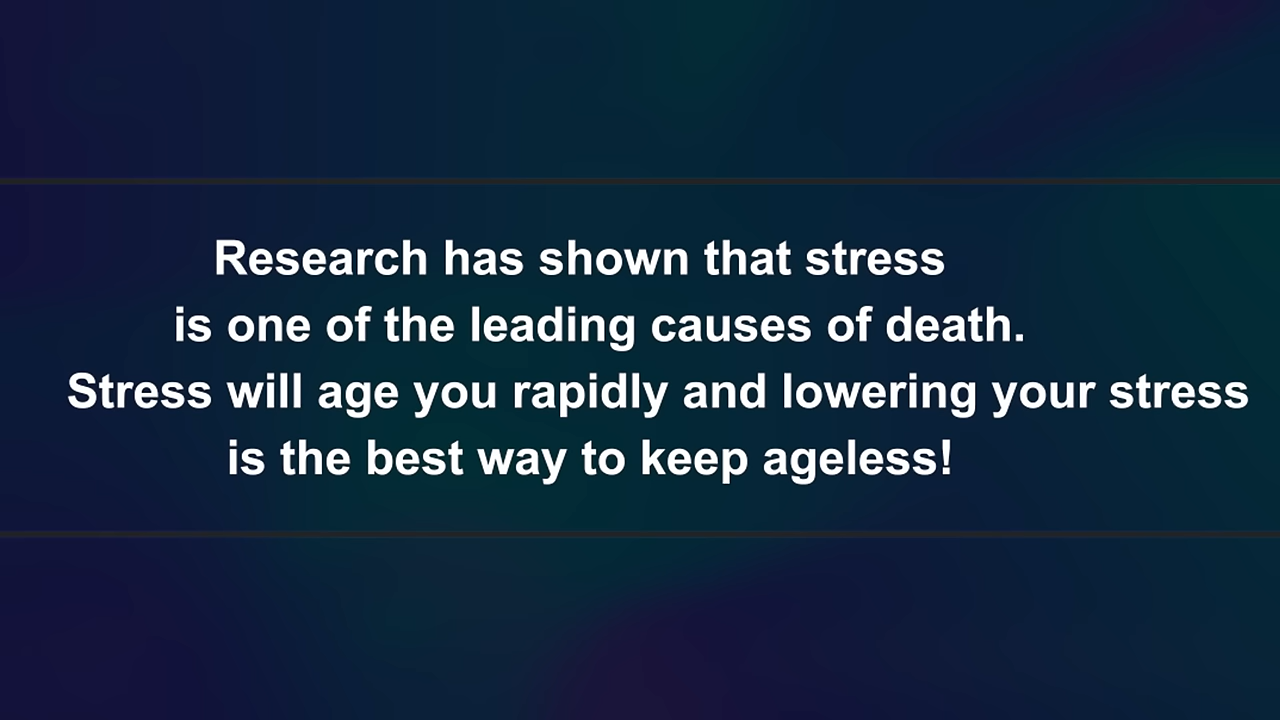 Research has shown that stress
is one of the leading causes of death.
Stress will age you rapidly and lowering your stress
is the best way to keep ageless!